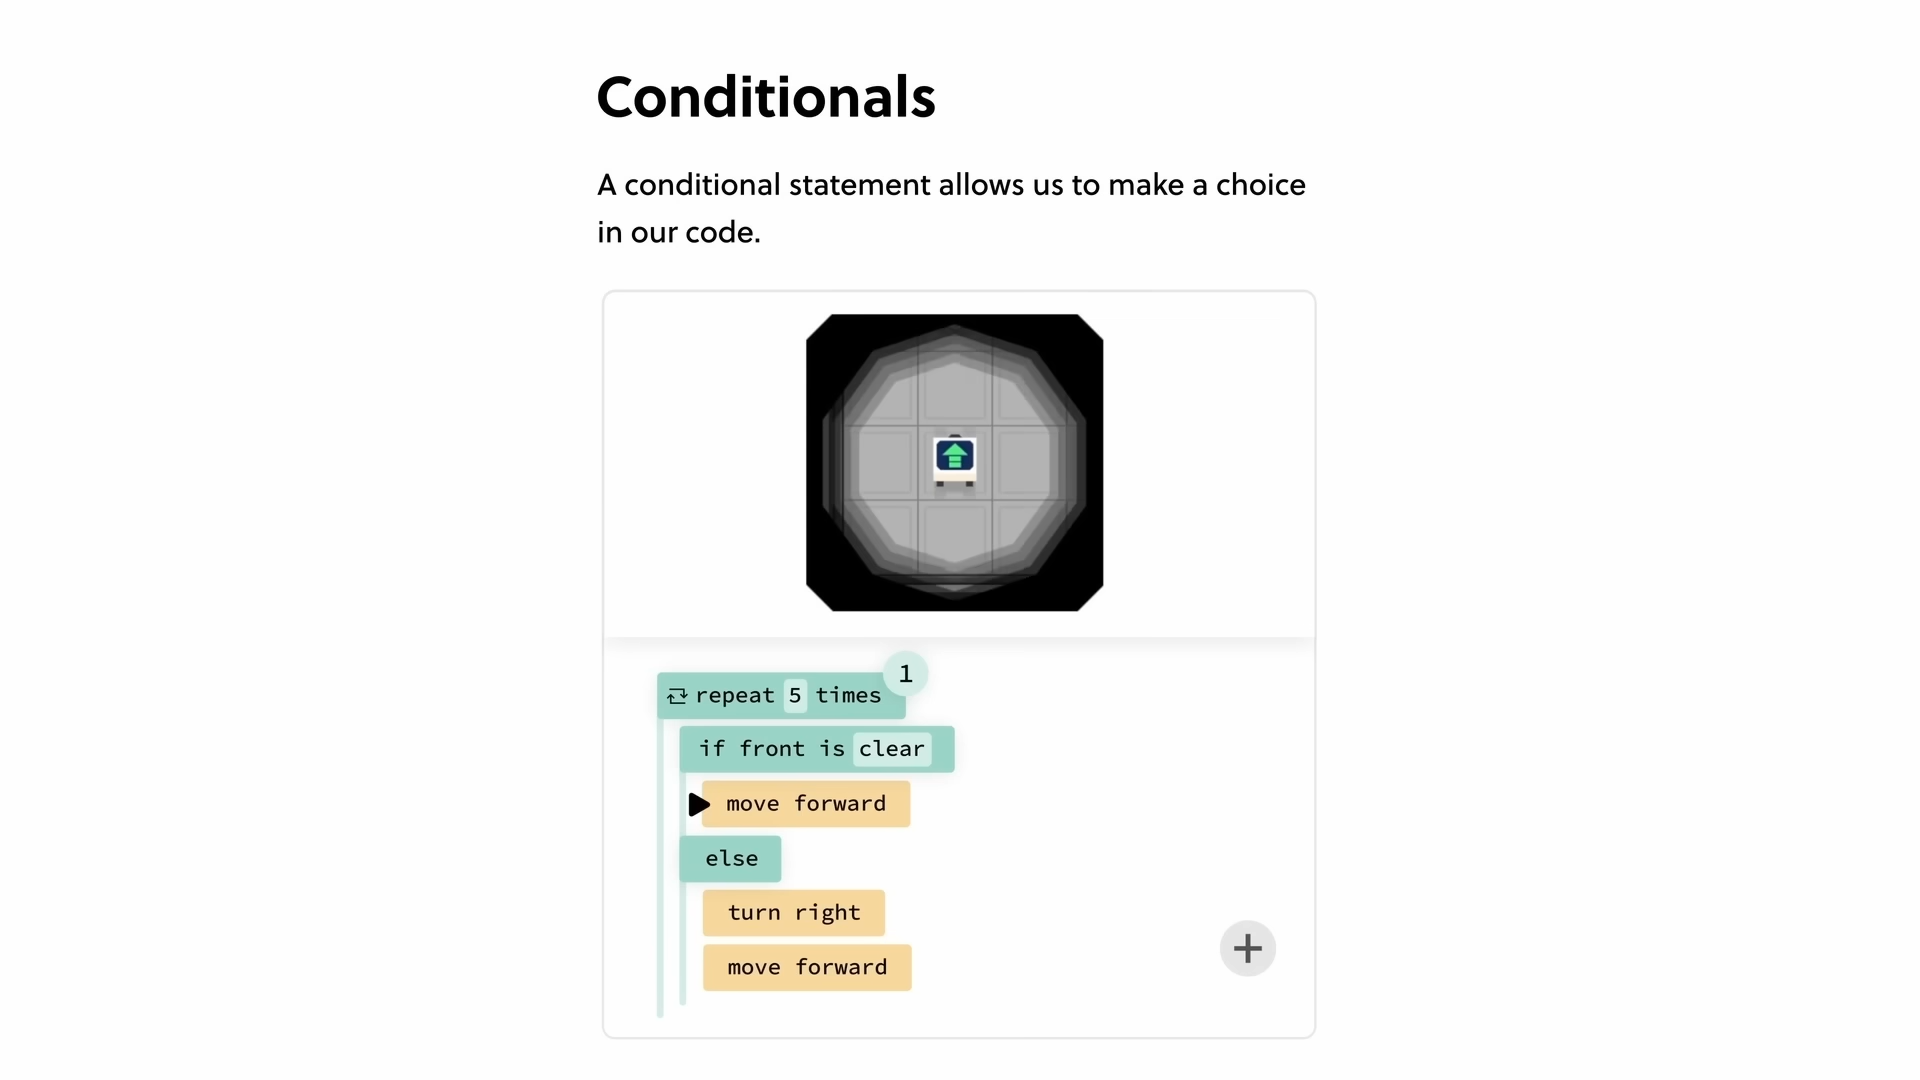 Conditionals
A conditional statement allows us to make a choice
in our code.
1
repeat 5 times
if front is clear
move forward
else
turn right
move forward